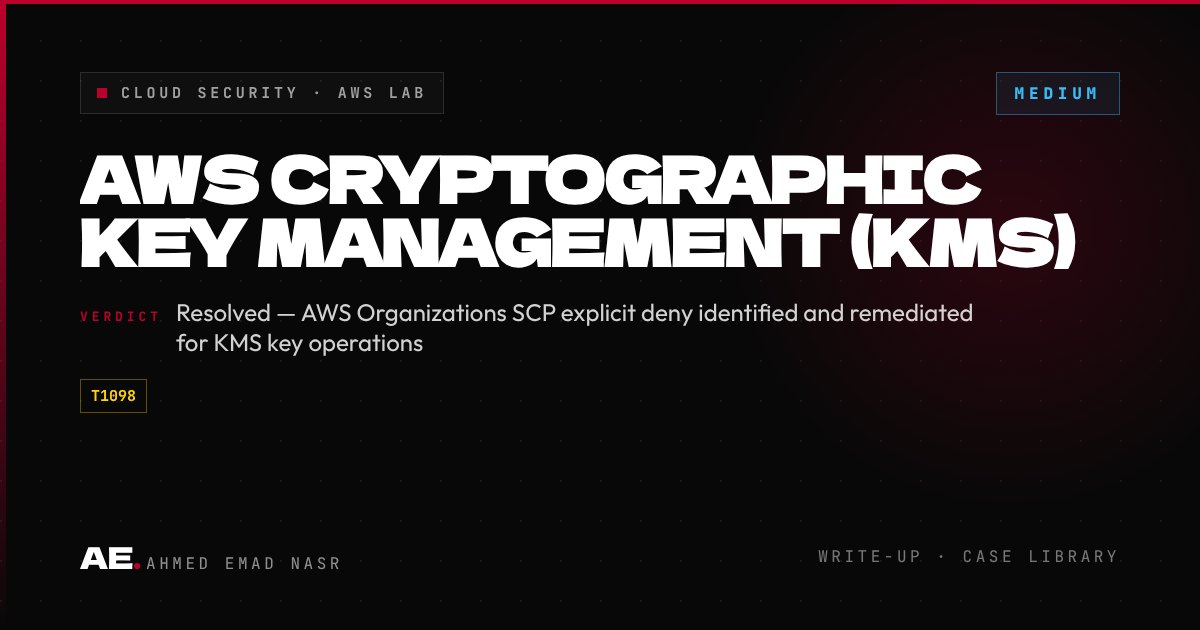 CLOUD SECURITY · AWS LAB
MEDIUM
AWS CRYPTOGRAPHIC
KEY MANAGEMENT (KMS)
VERDICT Resolved — AWS Organizations SCP explicit deny identified and remediated
for KMS key operations
T1098
AE. AHMED EMAD NASR
WRITE-UP · CASE LIBRARY